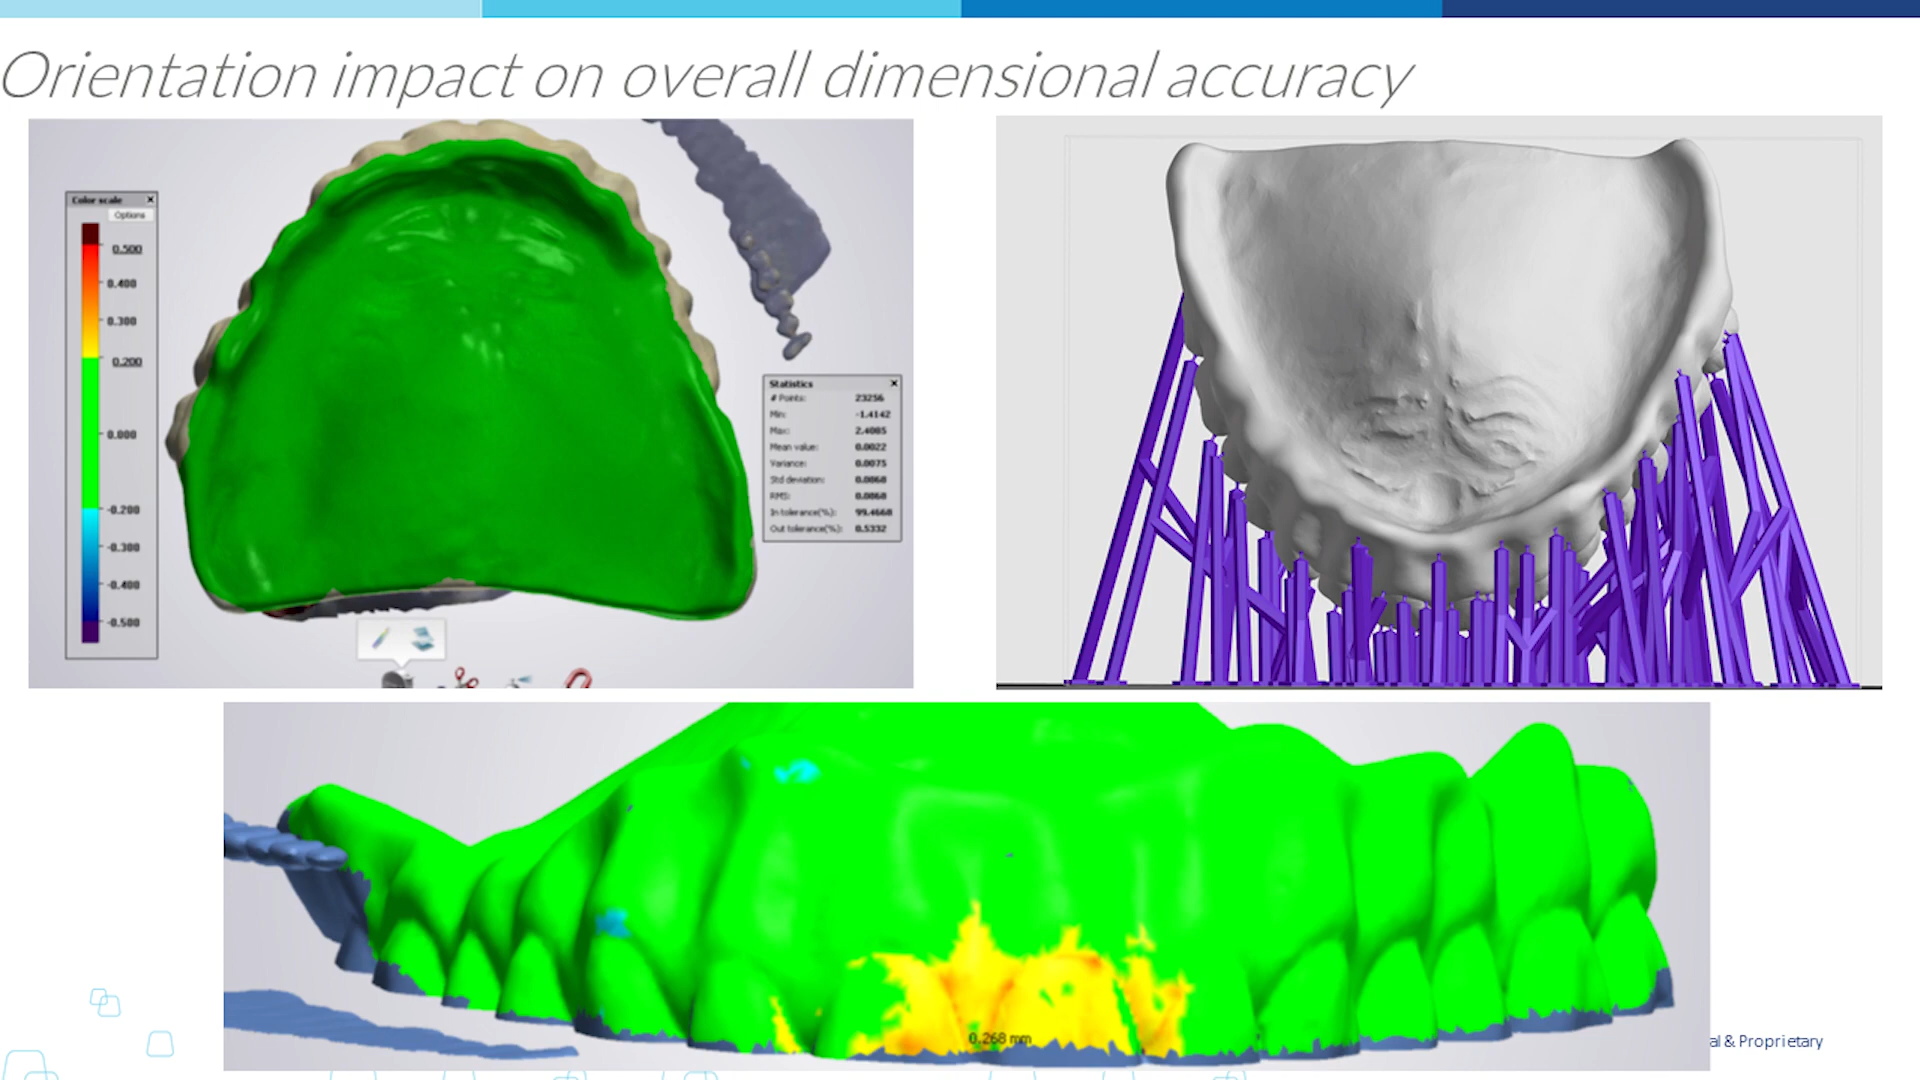 Orientation impact on overall dimensional accuracy
Color scale
Options
0.500
0.400
0.300
0.200
0.000
-0.200
-0.300
-0.400
-0.500
Statistics
# Points: 23256
Min: -1.4142
Max: 2.4085
Mean value: 0.0022
Variance: 0.0075
Std deviation: 0.0868
RMS: 0.0868
In tolerance(%): 99.4668
Out tolerance(%): 0.5332
0.268 mm
al & Proprietary